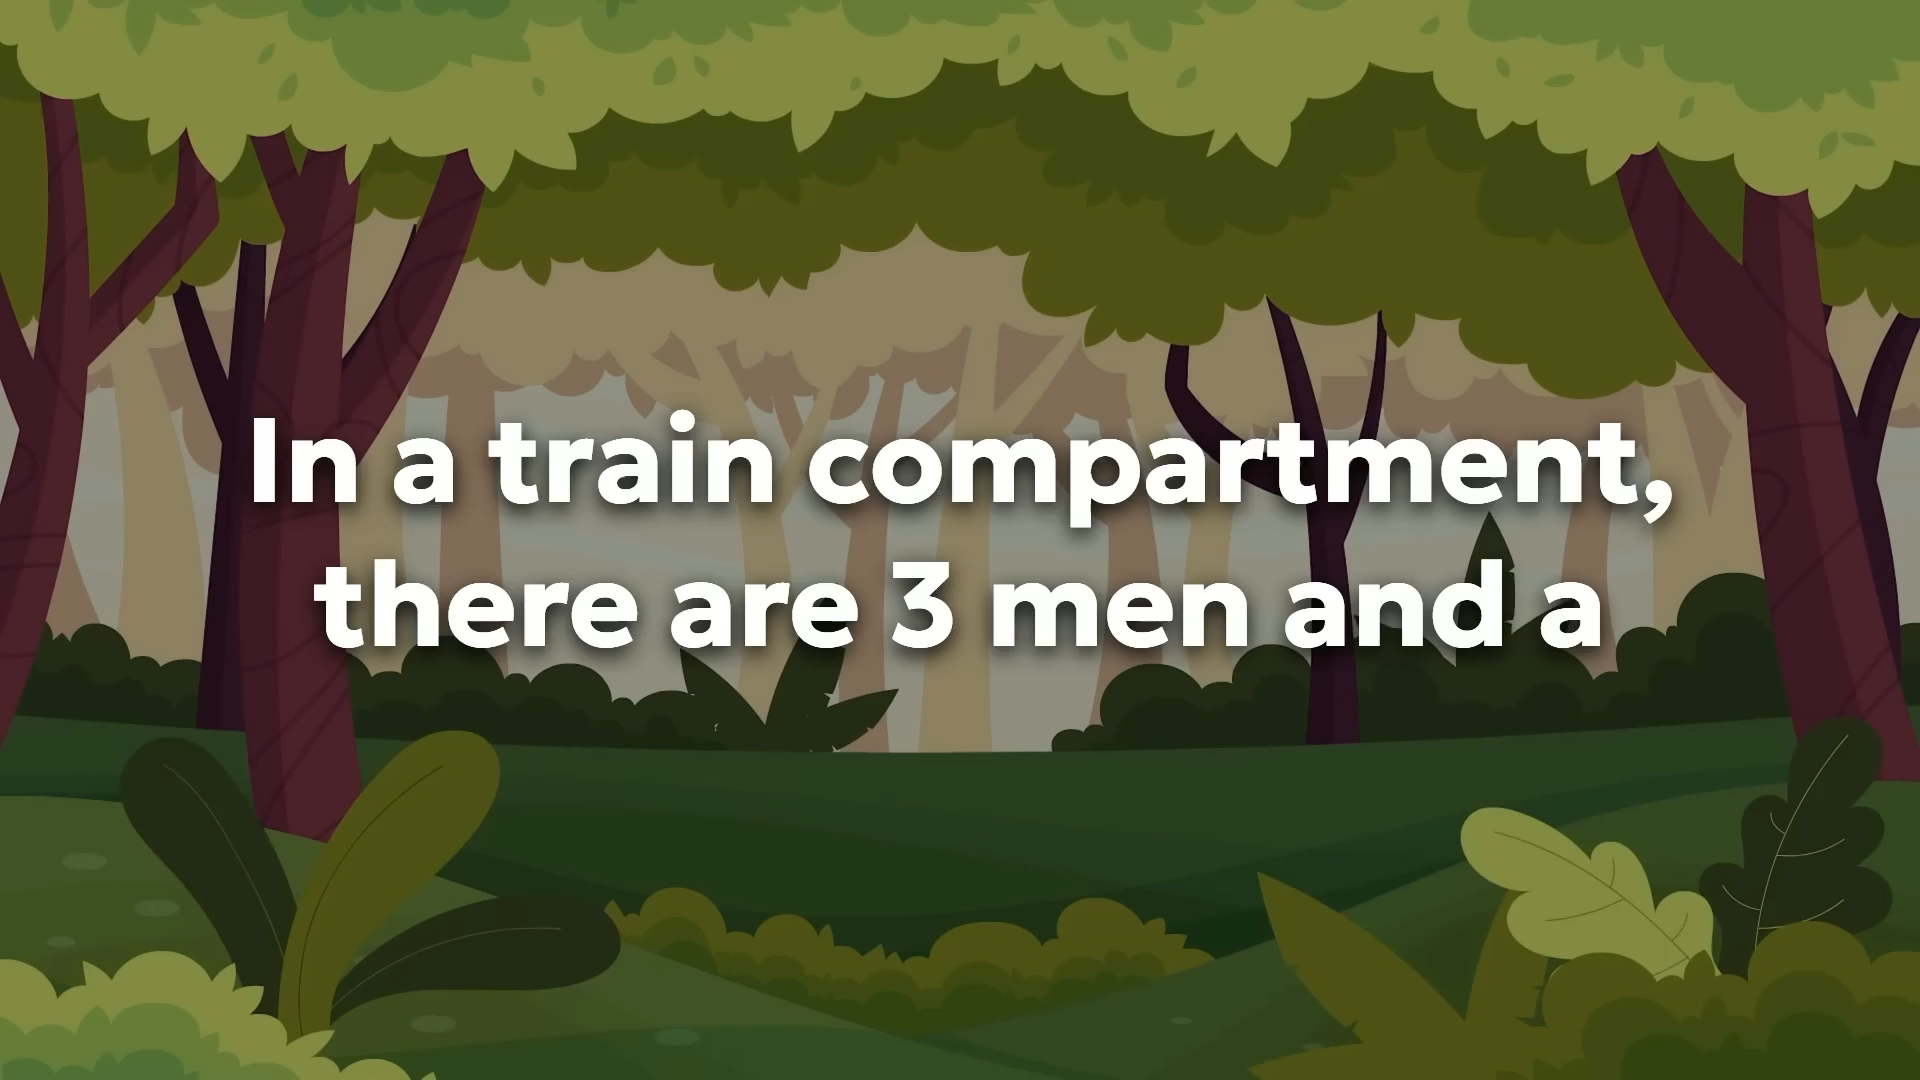 In a train compartment,
there are 3 men and a